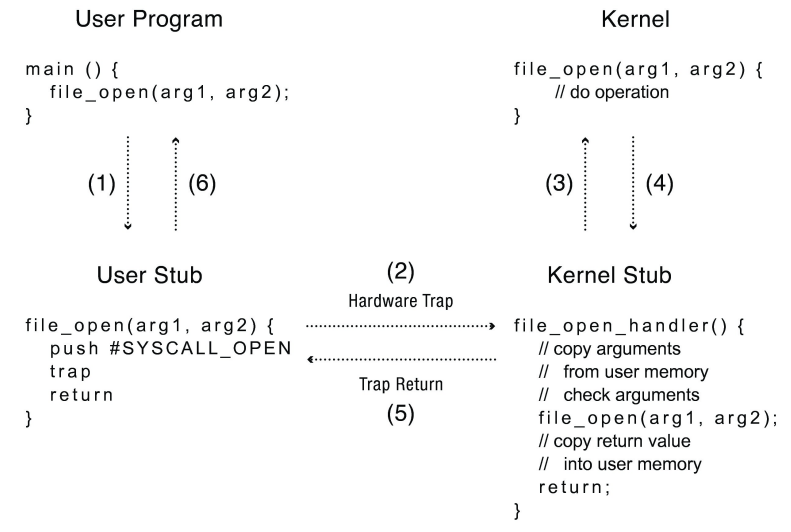 User Program
main () {
file_open(arg1, arg2);
}
(1)
(6)
User Stub
file_open(arg1, arg2) {
push #SYSCALL_OPEN
trap
return
}
(2)
Hardware Trap
Trap Return
(5)
Kernel
file_open(arg1, arg2) {
// do operation
}
(3)
(4)
Kernel Stub
file_open_handler() {
// copy arguments
//   from user memory
// check arguments
file_open(arg1, arg2);
// copy return value
//   into user memory
return;
}